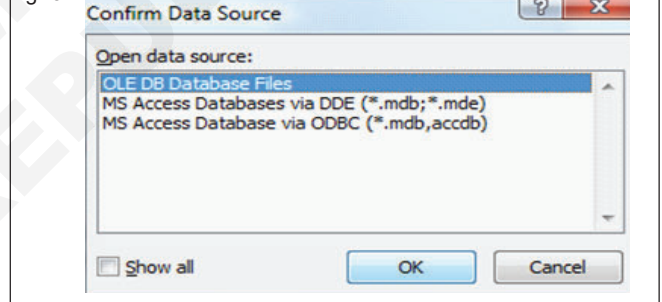 Confirm Data Source
Open data source:
OLE DB Database Files
MS Access Databases via DDE (*.mdb;*.mde)
MS Access Database via ODBC (*.mdb,accdb)
Show all
OK
Cancel